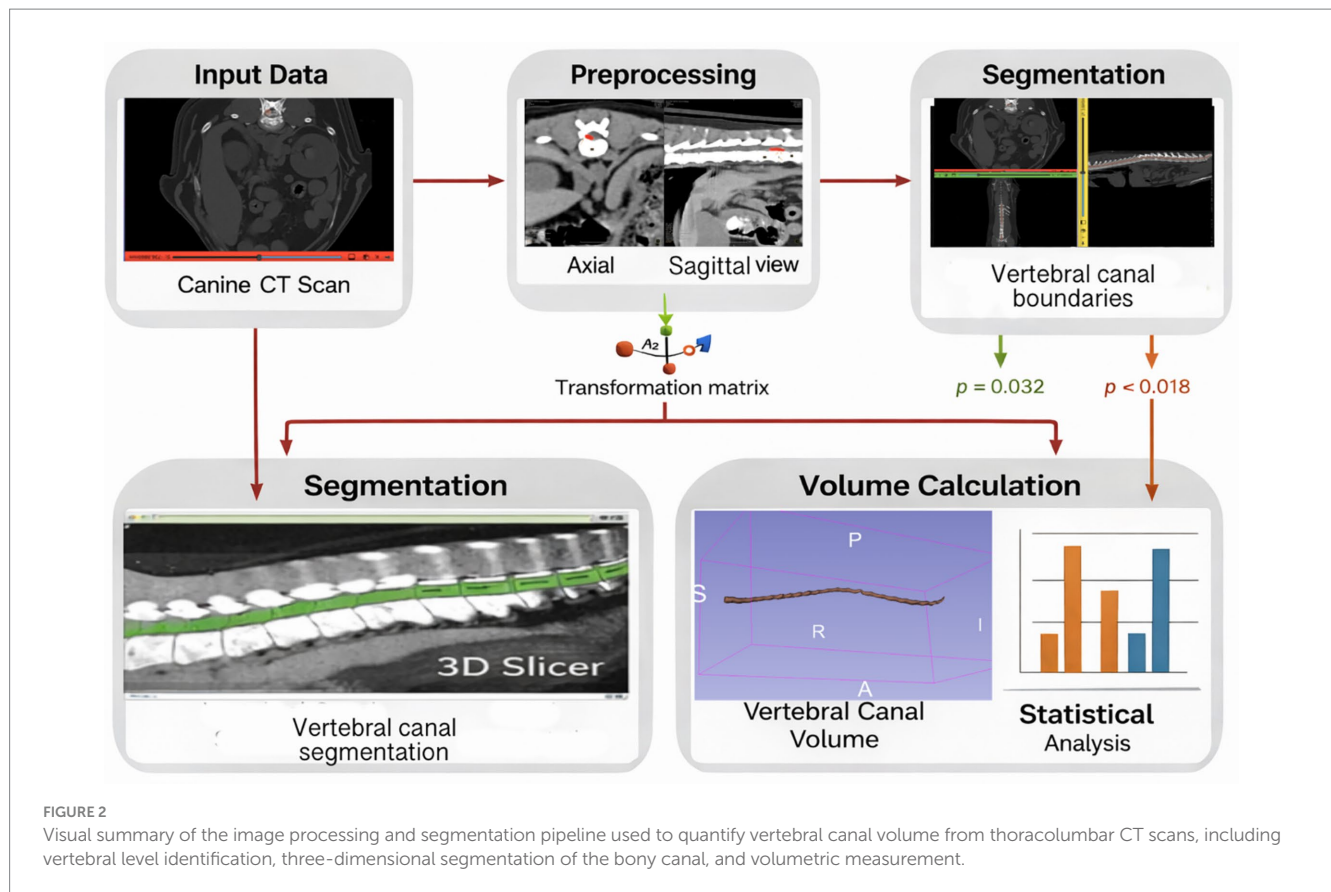 Input Data
Canine CT Scan
Preprocessing
Axial
Sagittal view
Segmentation
Vertebral canal
boundaries
A2
Transformation matrix
p = 0.032
p < 0.018
Segmentation
3D Slicer
Vertebral canal
segmentation
Volume Calculation
P
S
R
I
A
Vertebral Canal
Volume
Statistical
Analysis
FIGURE 2
Visual summary of the image processing and segmentation pipeline used to quantify vertebral canal volume from thoracolumbar CT scans, including
vertebral level identification, three-dimensional segmentation of the bony canal, and volumetric measurement.